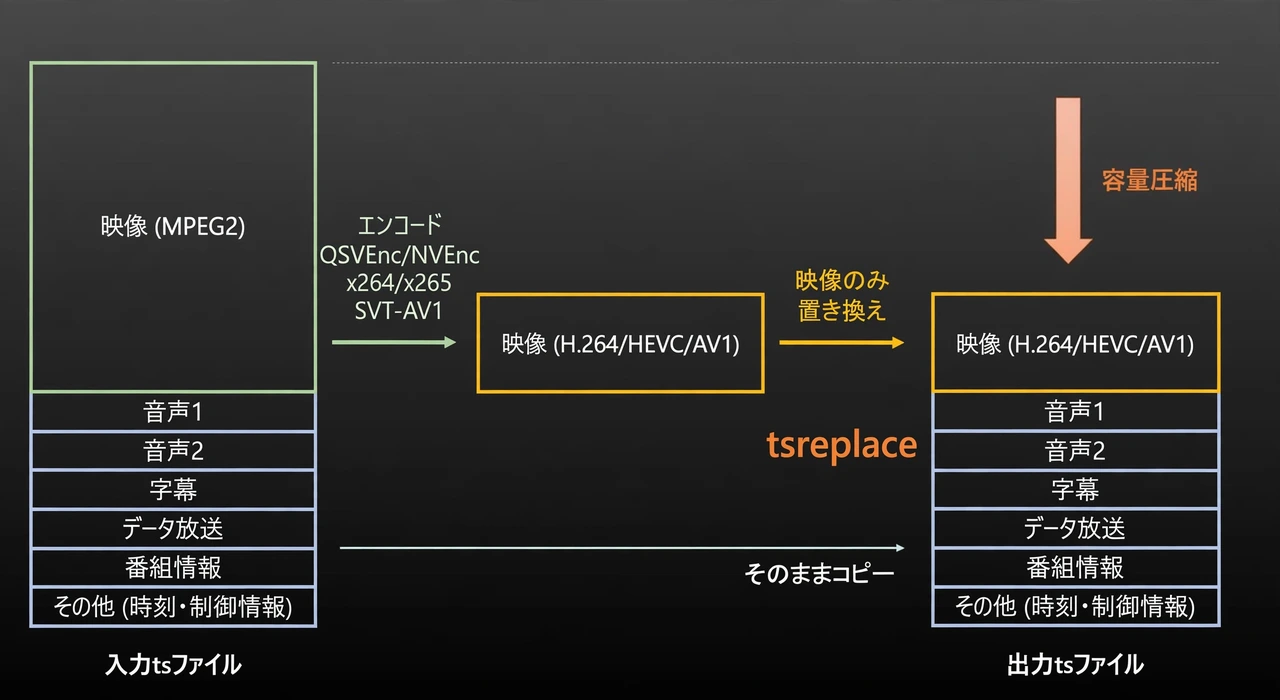 映像 (MPEG2)
音声1
音声2
字幕
データ放送
番組情報
その他 (時刻・制御情報)
入力tsファイル
エンコード
QSVEnc/NVEnc
x264/x265
SVT-AV1
映像 (H.264/HEVC/AV1)
映像のみ
置き換え
tsreplace
そのままコピー
容量圧縮
映像 (H.264/HEVC/AV1)
音声1
音声2
字幕
データ放送
番組情報
その他 (時刻・制御情報)
出力tsファイル